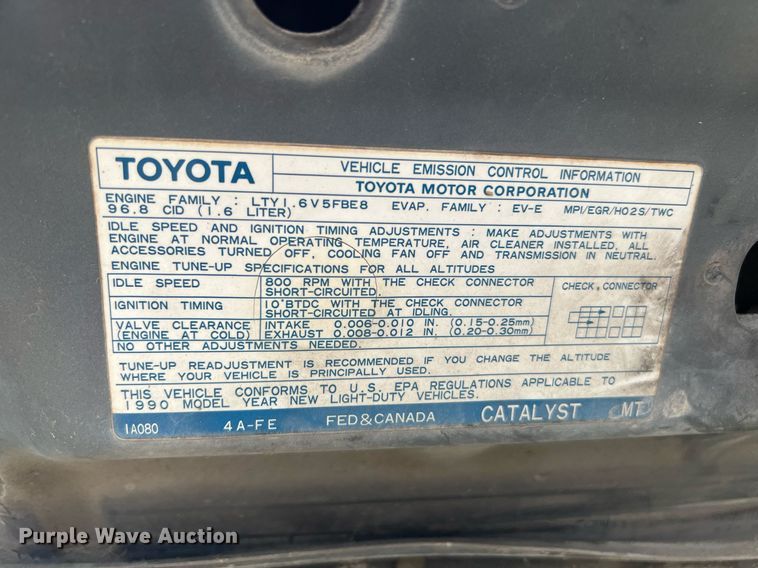 TOYOTA
VEHICLE EMISSION CONTROL INFORMATION
TOYOTA MOTOR CORPORATION
ENGINE FAMILY : LTY1.6V5FBE8 EVAP. FAMILY : EV-E MPI/EGR/HO2S/TWC
96.8 CID (1.6 LITER)
IDLE SPEED AND IGNITION TIMING ADJUSTMENTS : MAKE ADJUSTMENTS WITH
ENGINE AT NORMAL OPERATING TEMPERATURE, AIR CLEANER INSTALLED, ALL
ACCESSORIES TURNED OFF, COOLING FAN OFF AND TRANSMISSION IN NEUTRAL.
ENGINE TUNE-UP SPECIFICATIONS FOR ALL ALTITUDES
IDLE SPEED
800 RPM WITH THE CHECK CONNECTOR
SHORT-CIRCUITED.
IGNITION TIMING
10°BTDC WITH THE CHECK CONNECTOR
SHORT-CIRCUITED AT IDLING.
VALVE CLEARANCE
(ENGINE AT COLD)
INTAKE 0.006-0.010 IN. (0.15-0.25mm)
EXHAUST 0.008-0.012 IN. (0.20-0.30mm)
NO OTHER ADJUSTMENTS NEEDED.
CHECK CONNECTOR
TUNE-UP READJUSTMENT IS RECOMMENDED IF YOU CHANGE THE ALTITUDE
WHERE YOUR VEHICLE IS PRINCIPALLY USED.
THIS VEHICLE CONFORMS TO U.S. EPA REGULATIONS APPLICABLE TO
1990 MODEL YEAR NEW LIGHT-DUTY VEHICLES.
1A080 4A-FE FED&CANADA CATALYST MT
Purple Wave Auction